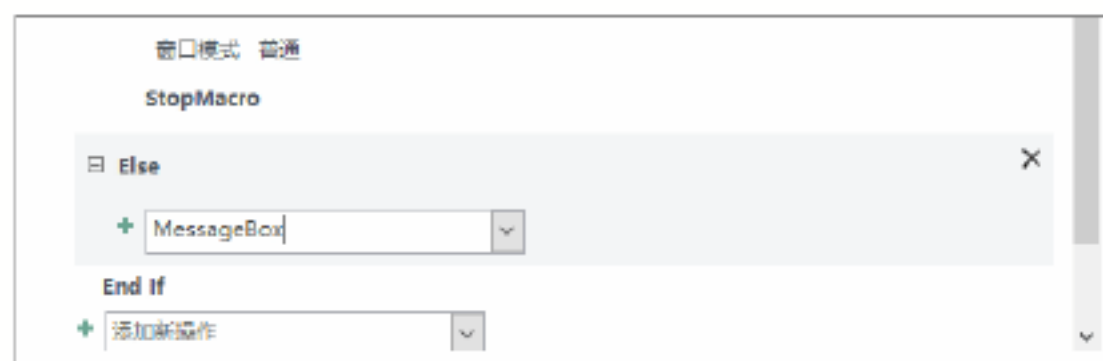 窗口模式 普通
StopMacro
Else
MessageBox
End If
添加新操作